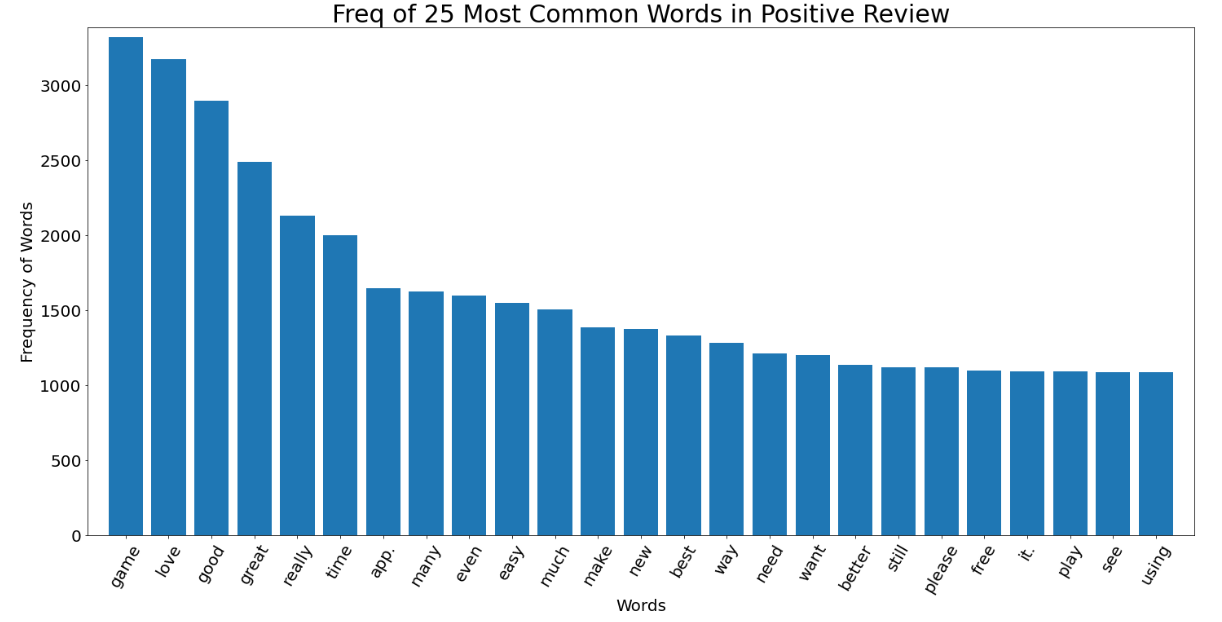 Freq of 25 Most Common Words in Positive Review
Frequency of Words
3000
2500
2000
1500
1000
500
0
game
love
good
great
really
time
app.
many
even
easy
much
make
new
best
way
need
want
better
still
please
free
it.
play
see
using
Words